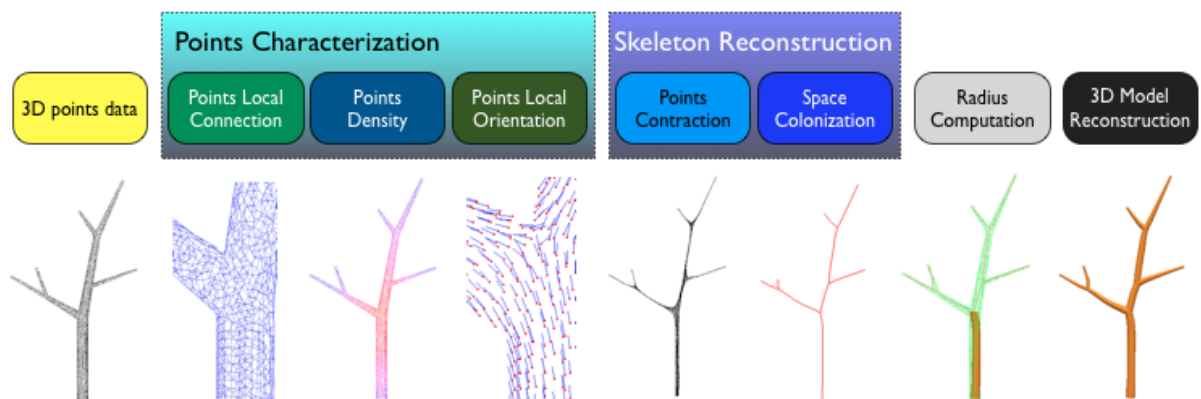 Points Characterization
Skeleton Reconstruction
3D points data
Points Local
Connection
Points
Density
Points Local
Orientation
Points
Contraction
Space
Colonization
Radius
Computation
3D Model
Reconstruction